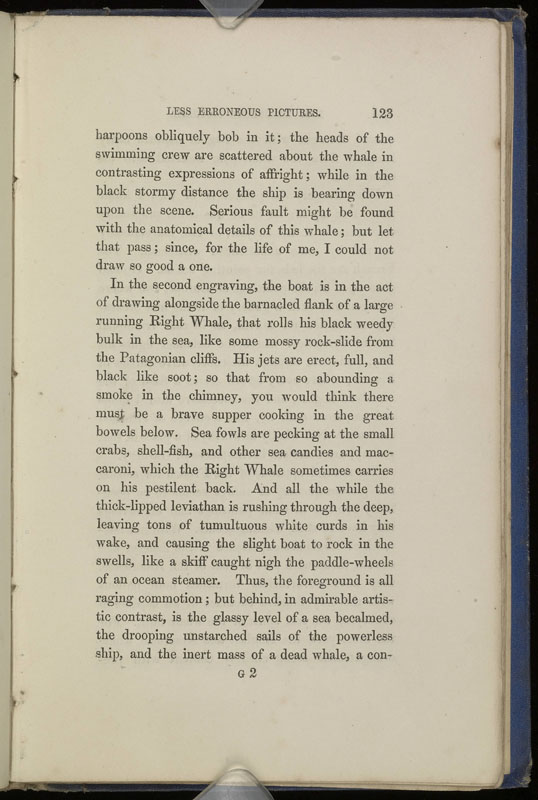 LESS ERRONEOUS PICTURES. 123
harpoons obliquely bob in it; the heads of the
swimming crew are scattered about the whale in
contrasting expressions of affright; while in the
black stormy distance the ship is bearing down
upon the scene. Serious fault might be found
with the anatomical details of this whale; but let
that pass; since, for the life of me, I could not
draw so good a one.
In the second engraving, the boat is in the act
of drawing alongside the barnacled flank of a large
running Right Whale, that rolls his black weedy
bulk in the sea, like some mossy rock-slide from
the Patagonian cliffs. His jets are erect, full, and
black like soot; so that from so abounding a
smoke in the chimney, you would think there
must be a brave supper cooking in the great
bowels below. Sea fowls are pecking at the small
crabs, shell-fish, and other sea candies and mac-
caroni, which the Right Whale sometimes carries
on his pestilent back. And all the while the
thick-lipped leviathan is rushing through the deep,
leaving tons of tumultuous white curds in his
wake, and causing the slight boat to rock in the
swells, like a skiff caught nigh the paddle-wheels
of an ocean steamer. Thus, the foreground is all
raging commotion; but behind, in admirable artis-
tic contrast, is the glassy level of a sea becalmed,
the drooping unstarched sails of the powerless
ship, and the inert mass of a dead whale, a con-
G 2